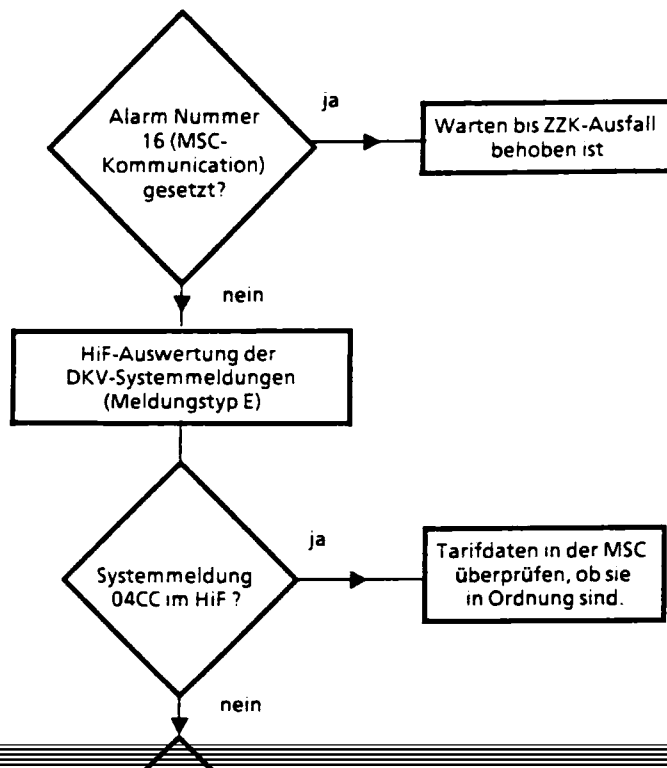 Alarm Nummer
16 (MSC-
Kommunication)
gesetzt?
ja
Warten bis ZZK-Ausfall
behoben ist
nein
HiF-Auswertung der
DKV-Systemmeldungen
(Meldungstyp E)
Systemmeldung
04CC im HiF ?
ja
Tarifdaten in der MSC
überprüfen, ob sie
in Ordnung sind.
nein